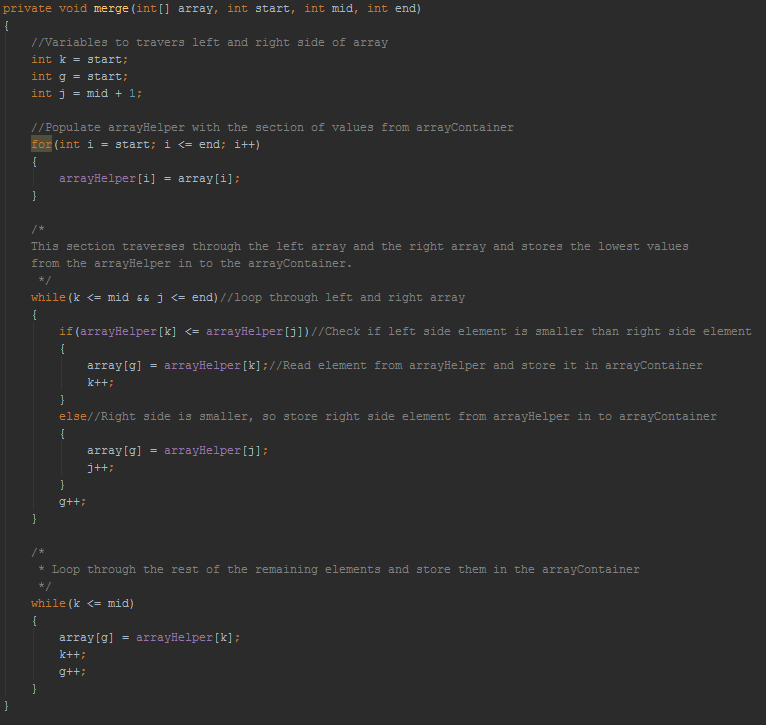 private void merge(int[] array, int start, int mid, int end)
{
    //Variables to travers left and right side of array
    int k = start;
    int g = start;
    int j = mid + 1;

    //Populate arrayHelper with the section of values from arrayContainer
    for(int i = start; i <= end; i++)
    {
        arrayHelper[i] = array[i];
    }

    /*
    This section traverses through the left array and the right array and stores the lowest values
    from the arrayHelper in to the arrayContainer.
     */
    while(k <= mid && j <= end)//loop through left and right array
    {
        if(arrayHelper[k] <= arrayHelper[j])//Check if left side element is smaller than right side element
        {
            array[g] = arrayHelper[k];//Read element from arrayHelper and store it in arrayContainer
            k++;
        }
        else//Right side is smaller, so store right side element from arrayHelper in to arrayContainer
        {
            array[g] = arrayHelper[j];
            j++;
        }
        g++;
    }

    /*
     * Loop through the rest of the remaining elements and store them in the arrayContainer
     */
    while(k <= mid)
    {
        array[g] = arrayHelper[k];
        k++;
        g++;
    }
}